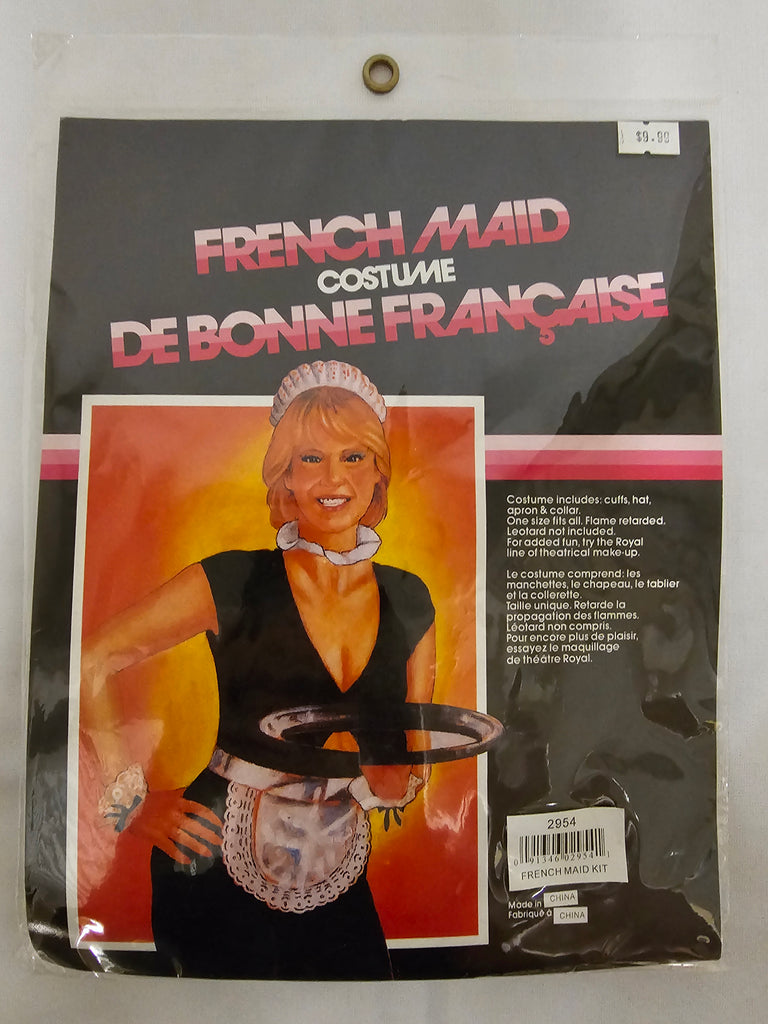 $9.99
FRENCH MAID
COSTUME
DE BONNE FRANÇAISE
Costume includes: cuffs, hat,
apron & collar.
One size fits all. Flame retarded.
Leotard not included.
For added fun, try the Royal
line of theatrical make-up.
Le costume comprend: les
manchettes, le chapeau, le tablier
et la collerette.
Taille unique. Retarde la
propagation des flammes.
Léotard non compris.
Pour encore plus de plaisir,
essayez le maquillage
de théâtre Royal.
2954
0 91346 02954 1
FRENCH MAID KIT
Made in CHINA
Fabriqué à CHINA